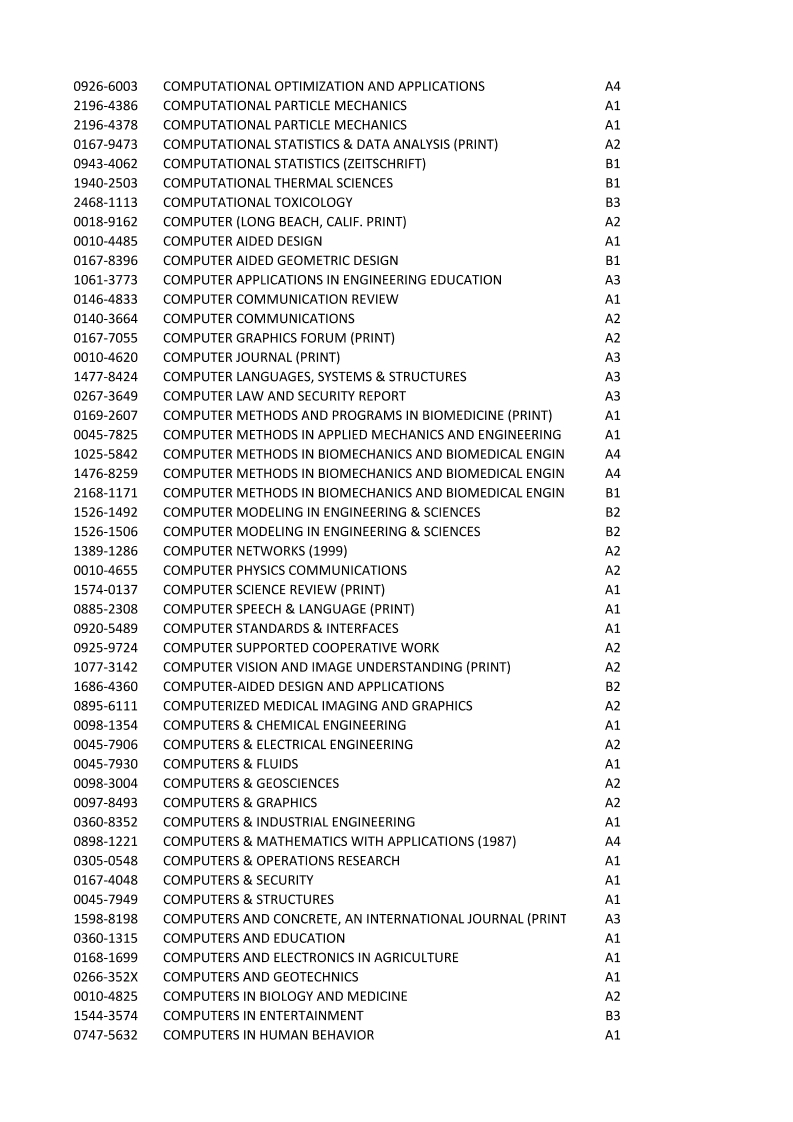 0926-6003 COMPUTATIONAL OPTIMIZATION AND APPLICATIONS A4
2196-4386 COMPUTATIONAL PARTICLE MECHANICS A1
2196-4378 COMPUTATIONAL PARTICLE MECHANICS A1
0167-9473 COMPUTATIONAL STATISTICS & DATA ANALYSIS (PRINT) A2
0943-4062 COMPUTATIONAL STATISTICS (ZEITSCHRIFT) B1
1940-2503 COMPUTATIONAL THERMAL SCIENCES B1
2468-1113 COMPUTATIONAL TOXICOLOGY B3
0018-9162 COMPUTER (LONG BEACH, CALIF. PRINT) A2
0010-4485 COMPUTER AIDED DESIGN A1
0167-8396 COMPUTER AIDED GEOMETRIC DESIGN B1
1061-3773 COMPUTER APPLICATIONS IN ENGINEERING EDUCATION A3
0146-4833 COMPUTER COMMUNICATION REVIEW A1
0140-3664 COMPUTER COMMUNICATIONS A2
0167-7055 COMPUTER GRAPHICS FORUM (PRINT) A2
0010-4620 COMPUTER JOURNAL (PRINT) A3
1477-8424 COMPUTER LANGUAGES, SYSTEMS & STRUCTURES A3
0267-3649 COMPUTER LAW AND SECURITY REPORT A3
0169-2607 COMPUTER METHODS AND PROGRAMS IN BIOMEDICINE (PRINT) A1
0045-7825 COMPUTER METHODS IN APPLIED MECHANICS AND ENGINEERING A1
1025-5842 COMPUTER METHODS IN BIOMECHANICS AND BIOMEDICAL ENGIN A4
1476-8259 COMPUTER METHODS IN BIOMECHANICS AND BIOMEDICAL ENGIN A4
2168-1171 COMPUTER METHODS IN BIOMECHANICS AND BIOMEDICAL ENGIN B1
1526-1492 COMPUTER MODELING IN ENGINEERING & SCIENCES B2
1526-1506 COMPUTER MODELING IN ENGINEERING & SCIENCES B2
1389-1286 COMPUTER NETWORKS (1999) A2
0010-4655 COMPUTER PHYSICS COMMUNICATIONS A2
1574-0137 COMPUTER SCIENCE REVIEW (PRINT) A1
0885-2308 COMPUTER SPEECH & LANGUAGE (PRINT) A1
0920-5489 COMPUTER STANDARDS & INTERFACES A1
0925-9724 COMPUTER SUPPORTED COOPERATIVE WORK A2
1077-3142 COMPUTER VISION AND IMAGE UNDERSTANDING (PRINT) A2
1686-4360 COMPUTER-AIDED DESIGN AND APPLICATIONS B2
0895-6111 COMPUTERIZED MEDICAL IMAGING AND GRAPHICS A2
0098-1354 COMPUTERS & CHEMICAL ENGINEERING A1
0045-7906 COMPUTERS & ELECTRICAL ENGINEERING A2
0045-7930 COMPUTERS & FLUIDS A1
0098-3004 COMPUTERS & GEOSCIENCES A2
0097-8493 COMPUTERS & GRAPHICS A2
0360-8352 COMPUTERS & INDUSTRIAL ENGINEERING A1
0898-1221 COMPUTERS & MATHEMATICS WITH APPLICATIONS (1987) A4
0305-0548 COMPUTERS & OPERATIONS RESEARCH A1
0167-4048 COMPUTERS & SECURITY A1
0045-7949 COMPUTERS & STRUCTURES A1
1598-8198 COMPUTERS AND CONCRETE, AN INTERNATIONAL JOURNAL (PRINT A3
0360-1315 COMPUTERS AND EDUCATION A1
0168-1699 COMPUTERS AND ELECTRONICS IN AGRICULTURE A1
0266-352X COMPUTERS AND GEOTECHNICS A1
0010-4825 COMPUTERS IN BIOLOGY AND MEDICINE A2
1544-3574 COMPUTERS IN ENTERTAINMENT B3
0747-5632 COMPUTERS IN HUMAN BEHAVIOR A1